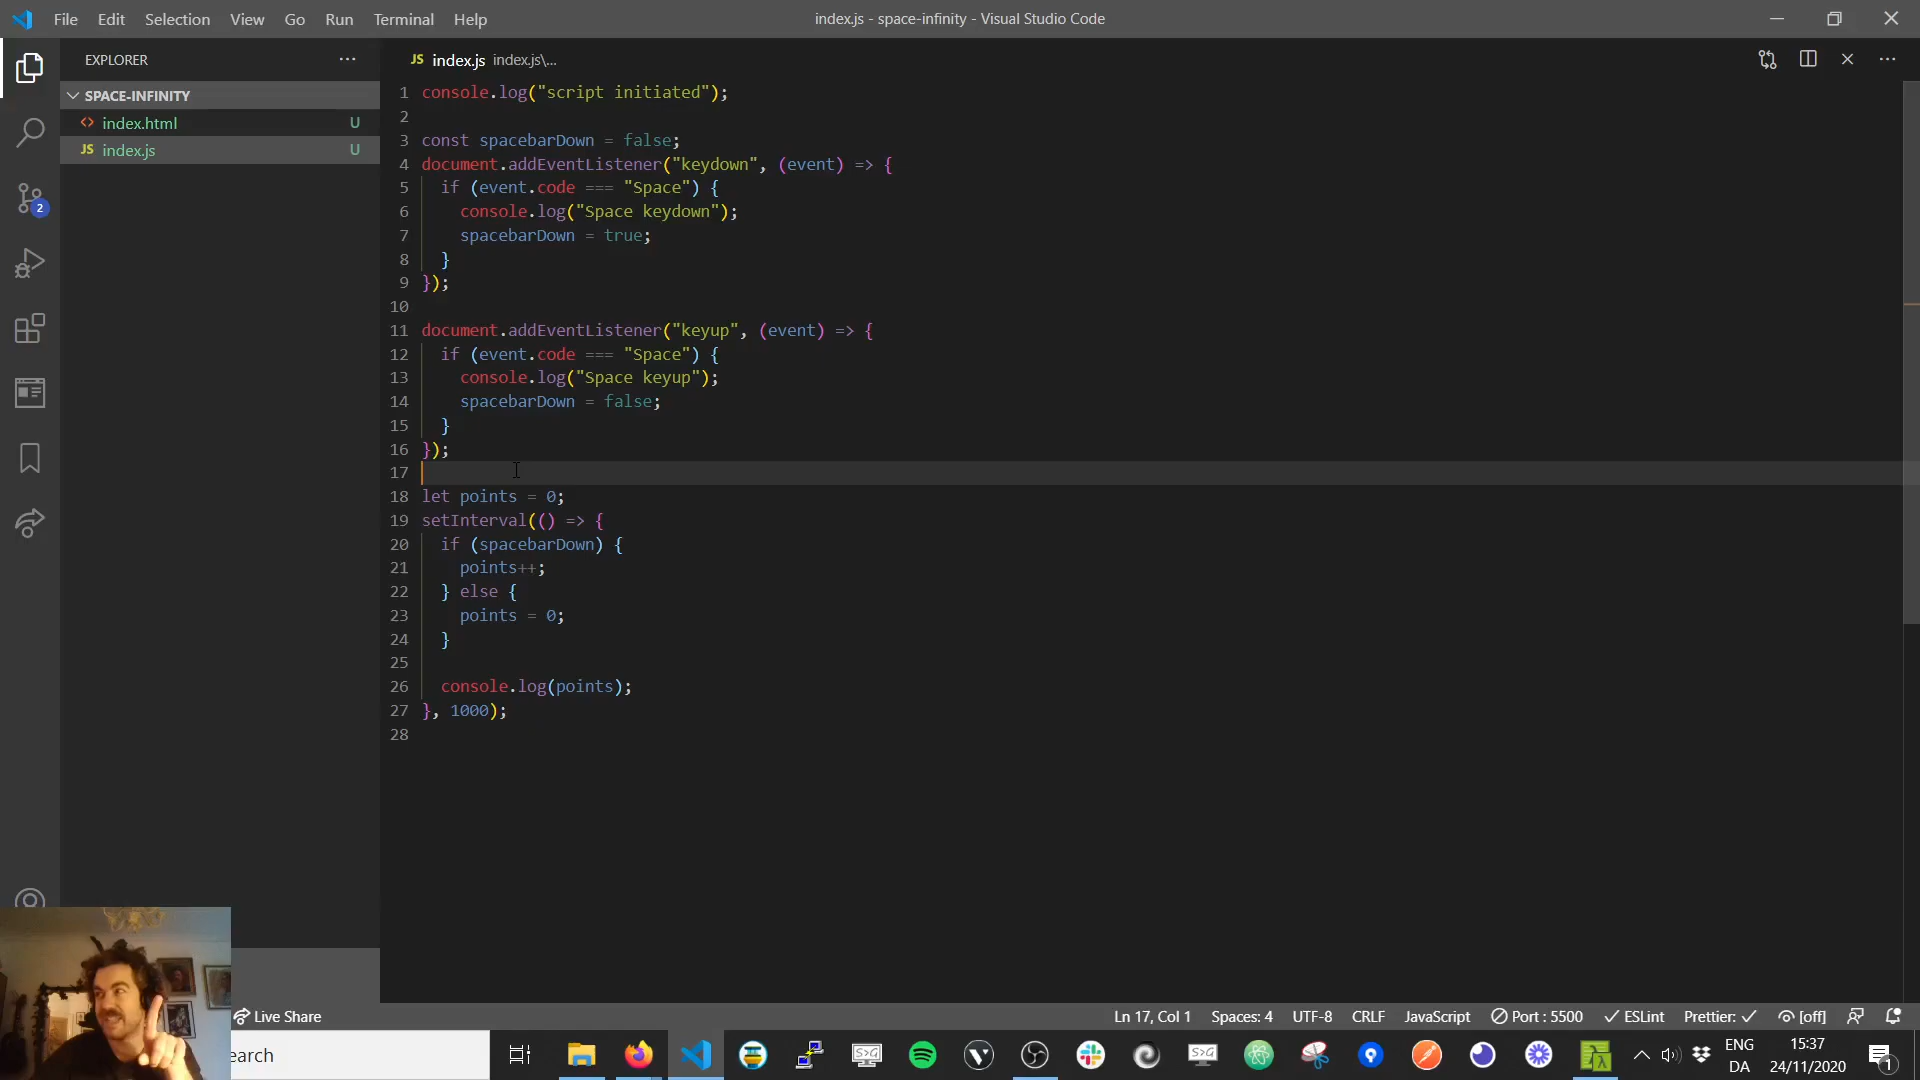 File Edit Selection View Go Run Terminal Help
index.js - space-infinity - Visual Studio Code
EXPLORER
SPACE-INFINITY
index.html U
index.js U
2
JS index.js index.js\...
1 console.log("script initiated");
2
3 const spacebarDown = false;
4 document.addEventListener("keydown", (event) => {
5 if (event.code === "Space") {
6 console.log("Space keydown");
7 spacebarDown = true;
8 }
9 });
10
11 document.addEventListener("keyup", (event) => {
12 if (event.code === "Space") {
13 console.log("Space keyup");
14 spacebarDown = false;
15 }
16 });
17
18 let points = 0;
19 setInterval(() => {
20 if (spacebarDown) {
21 points++;
22 } else {
23 points = 0;
24 }
25
26 console.log(points);
27 }, 1000);
28
Live Share
Ln 17, Col 1 Spaces: 4 UTF-8 CRLF JavaScript Port : 5500 ESLint Prettier: ✓ [off]
earch
ENG
DA
15:37
24/11/2020
1